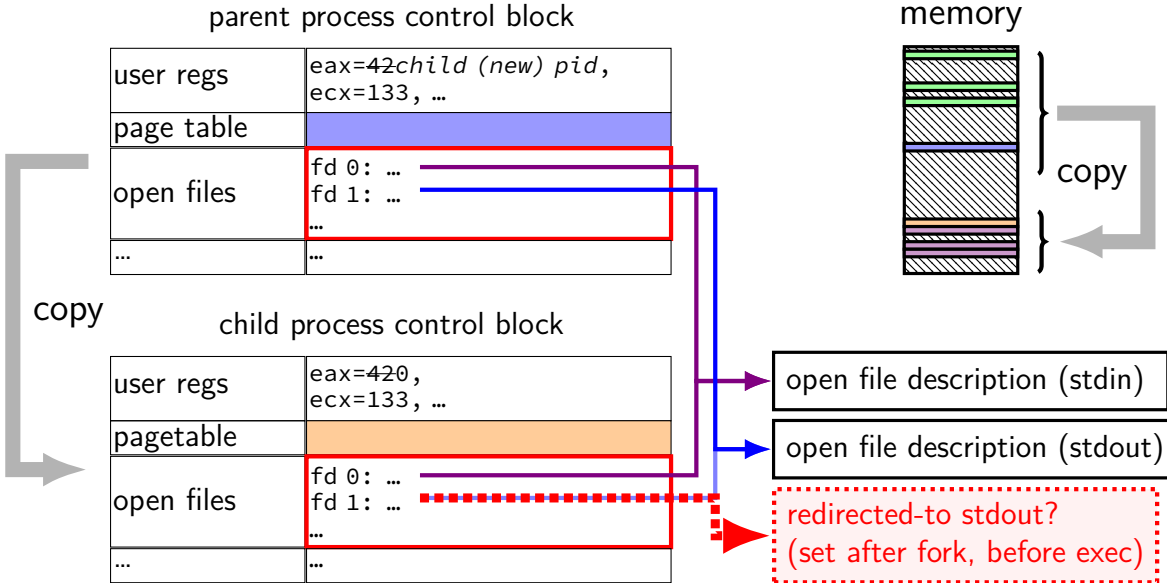 parent process control block
memory
user regs
eax=42child (new) pid,
ecx=133, …
page table
open files
fd 0: …
fd 1: …
…
…
…
copy
copy
child process control block
user regs
eax=420,
ecx=133, …
pagetable
open files
fd 0: …
fd 1: …
…
…
…
open file description (stdin)
open file description (stdout)
redirected-to stdout?
(set after fork, before exec)